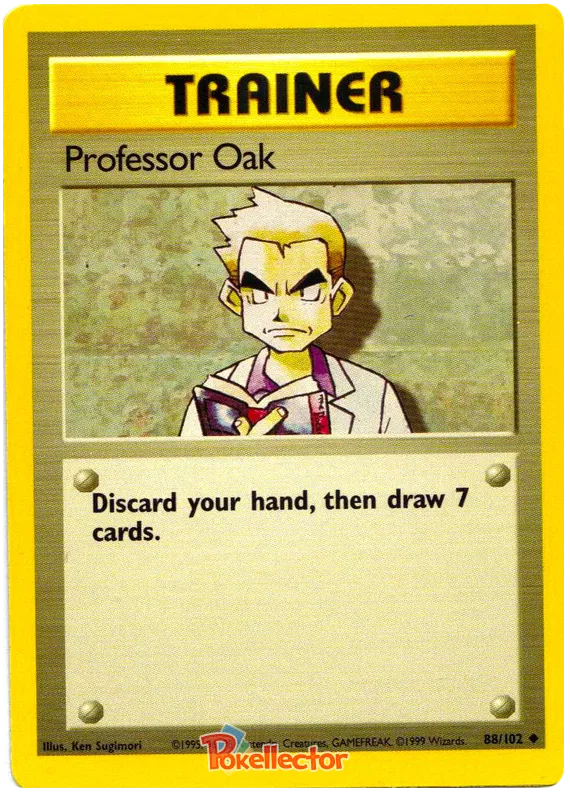 TRAINER
Professor Oak
Discard your hand, then draw 7
cards.
Illus. Ken Sugimori ©1995, Creatures, GAMEFREAK. ©1999 Wizards. 88/102
Pokellector